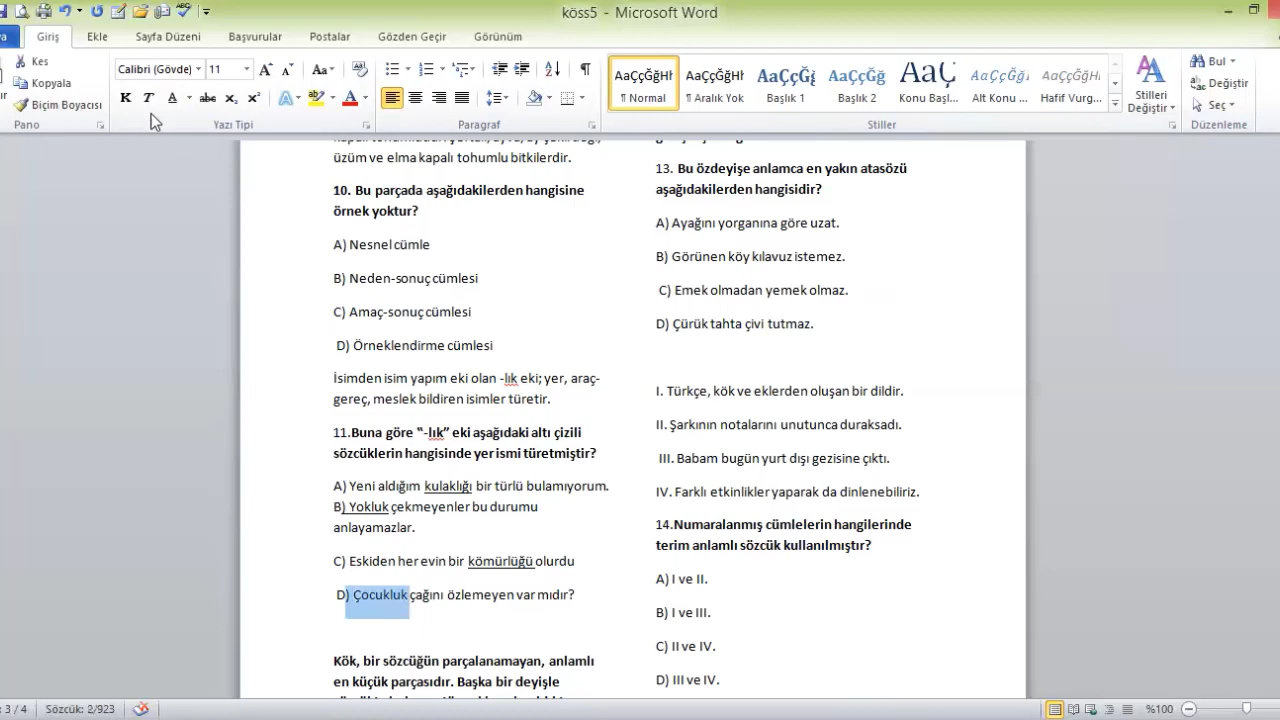 köss5 - Microsoft Word
Giriş Ekle Sayfa Düzeni Başvurular Postalar Gözden Geçir Görünüm
Kes
Kopyala
Biçim Boyacısı
Pano
Calibri (Gövde) 11
K T A abc x₂ x²
Yazı Tipi
Paragraf
AaÇçĞğHl AaÇçĞğHl AaÇçĞğ AaÇçĞğ AaÇ AaÇçĞğl AaÇçĞğHl
¶ Normal ¶ Aralık Yok Başlık 1 Başlık 2 Konu Başl... Alt Konu ... Hafif Vurg...
Stiller
Stilleri
Değiştir
Bul
Değiştir
Seç
Düzenleme
üzüm ve elma kapalı tohumlu bitkilerdir.
10. Bu parçada aşağıdakilerden hangisine
örnek yoktur?
A) Nesnel cümle
B) Neden-sonuç cümlesi
C) Amaç-sonuç cümlesi
D) Örneklendirme cümlesi
İsimden isim yapım eki olan -lık eki; yer, araç-
gereç, meslek bildiren isimler türetir.
11.Buna göre "-lık" eki aşağıdaki altı çizili
sözcüklerin hangisinde yer ismi türetmiştir?
A) Yeni aldığım kulaklığı bir türlü bulamıyorum.
B) Yokluk çekmeyenler bu durumu
anlayamazlar.
C) Eskiden her evin bir kömürlüğü olurdu
D) Çocukluk çağını özlemeyen var mıdır?
Kök, bir sözcüğün parçalanamayan, anlamlı
en küçük parçasıdır. Başka bir deyişle
13. Bu özdeyişe anlamca en yakın atasözü
aşağıdakilerden hangisidir?
A) Ayağını yorganına göre uzat.
B) Görünen köy kılavuz istemez.
C) Emek olmadan yemek olmaz.
D) Çürük tahta çivi tutmaz.
I. Türkçe, kök ve eklerden oluşan bir dildir.
II. Şarkının notalarını unutunca duraksadı.
III. Babam bugün yurt dışı gezisine çıktı.
IV. Farklı etkinlikler yaparak da dinlenebiliriz.
14.Numaralanmış cümlelerin hangilerinde
terim anlamlı sözcük kullanılmıştır?
A) I ve II.
B) I ve III.
C) II ve IV.
D) III ve IV.
: 3 / 4 Sözcük: 2/923 %100